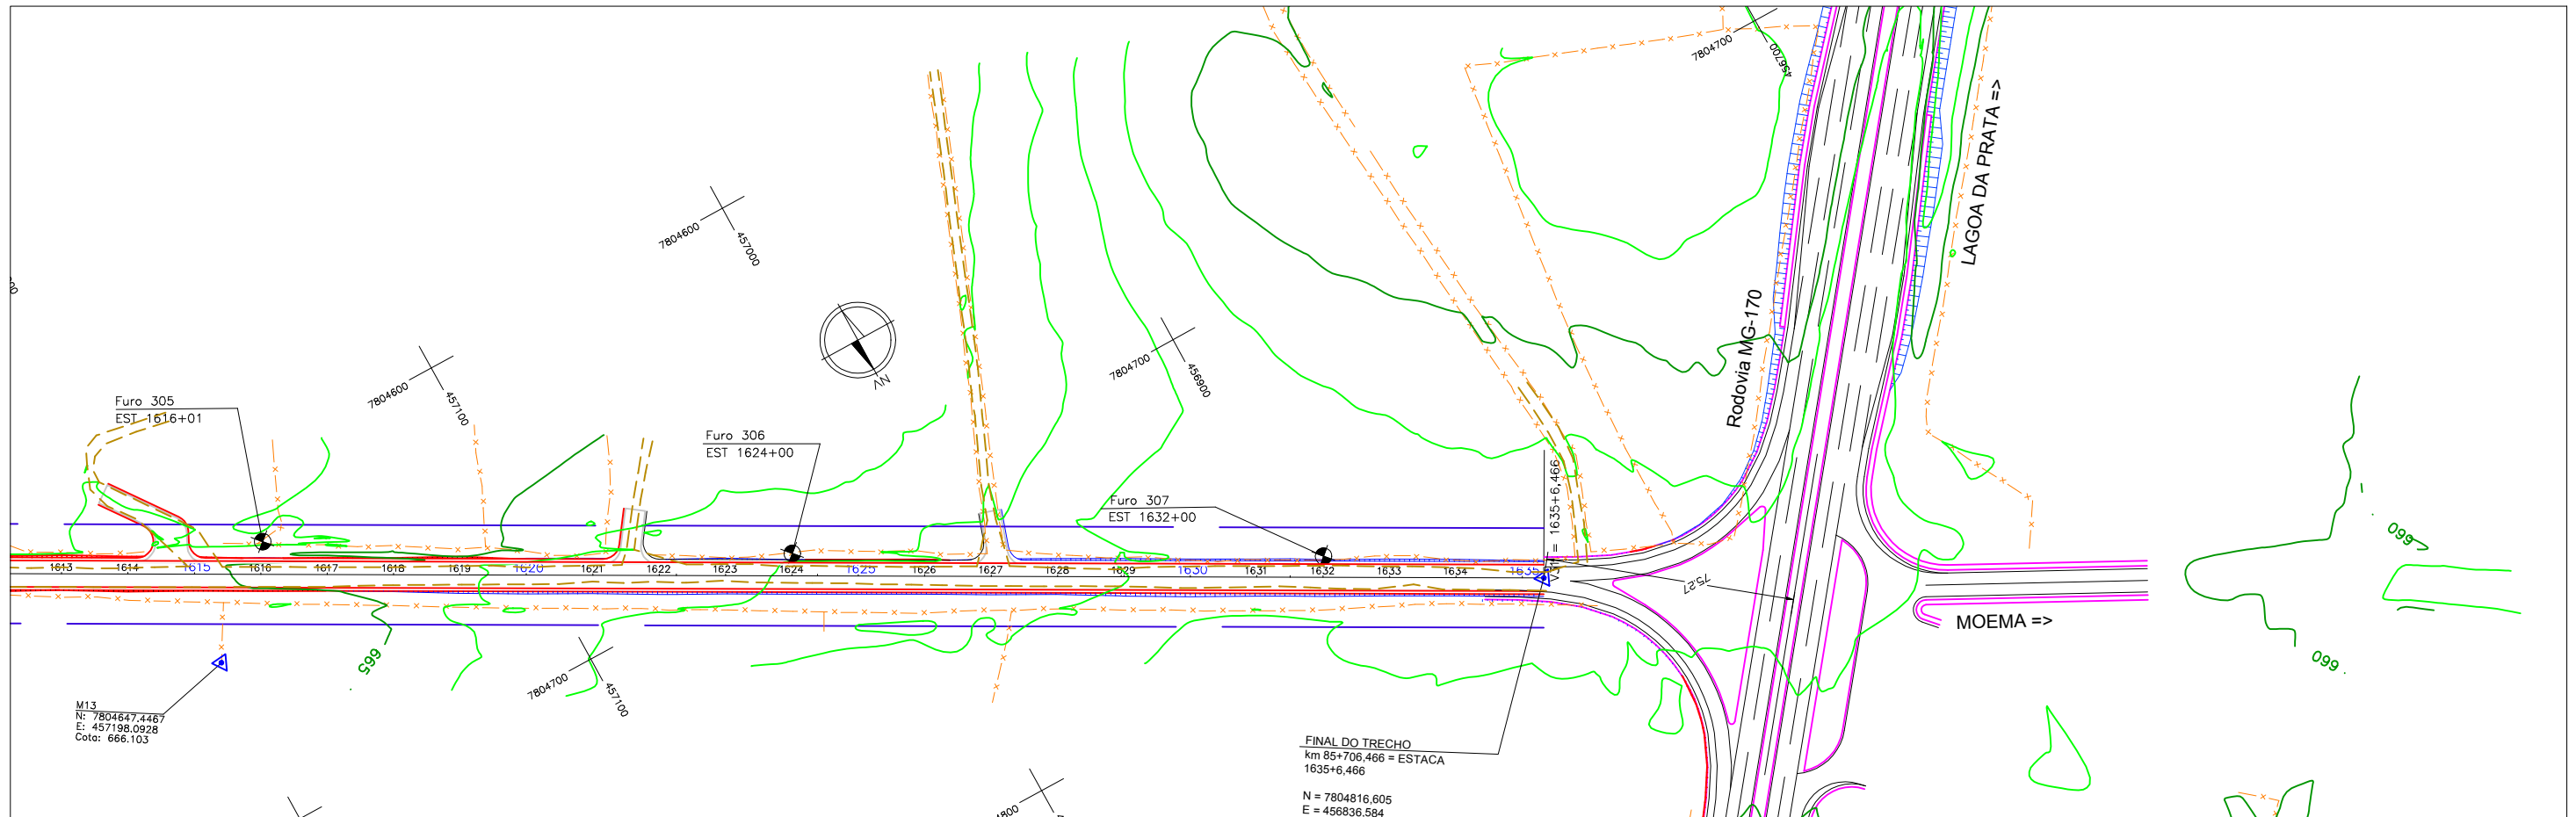 7804700
456700
LAGOA DA PRATA =>
7804600
457000
Rodovia MG-170
7804700
456900
7804600
457100
NV
Furo 305
EST 1616+01
Furo 306
EST 1624+00
Furo 307
EST 1632+00
1635+6,466
1613
1614
1615
1616
1617
1618
1619
1620
1621
1622
1623
1624
1625
1626
1627
1628
1629
1630
1631
1632
1633
1634
1635
75.27
MOEMA =>
660
660
665
7804700
457100
M13
N: 7804647.4467
E: 457198.0928
Cota: 666.103
FINAL DO TRECHO
km 85+706,466 = ESTACA
1635+6,466
N = 7804816,605
E = 456836,584